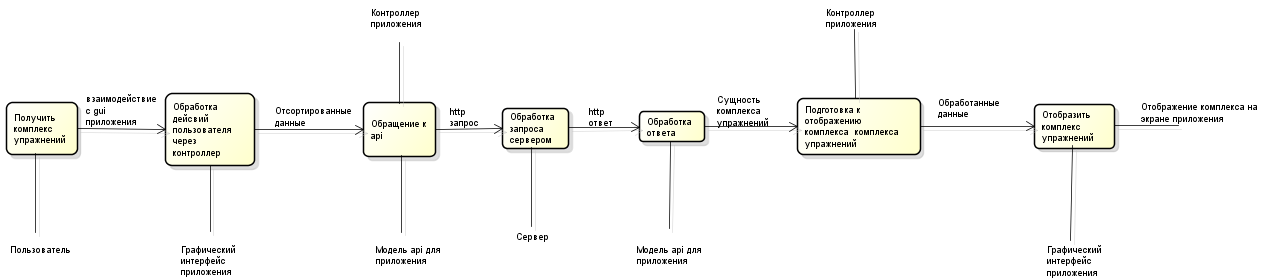 Контроллер
приложения
Контроллер
приложения
Получить
комплекс
упражнений
взаимодействие
с gui
приложения
Обработка
дейсвий
пользователя
через
контроллер
Отсортированные
данные
Обращение к
api
http
запрос
Обработка
запроса
сервером
http
ответ
Обработка
ответа
Сущность
комплекса
упражнений
Подготовка к
отображению
комплекса комплекса
упражнений
Обработанные
данные
Отобразить
комплекс
упражнений
Отображение комплекса на
экране приложения
Пользователь
Графический
интерфейс
приложения
Модель api для
приложения
Сервер
Модель api для
приложения
Графический
интерфейс
приложения